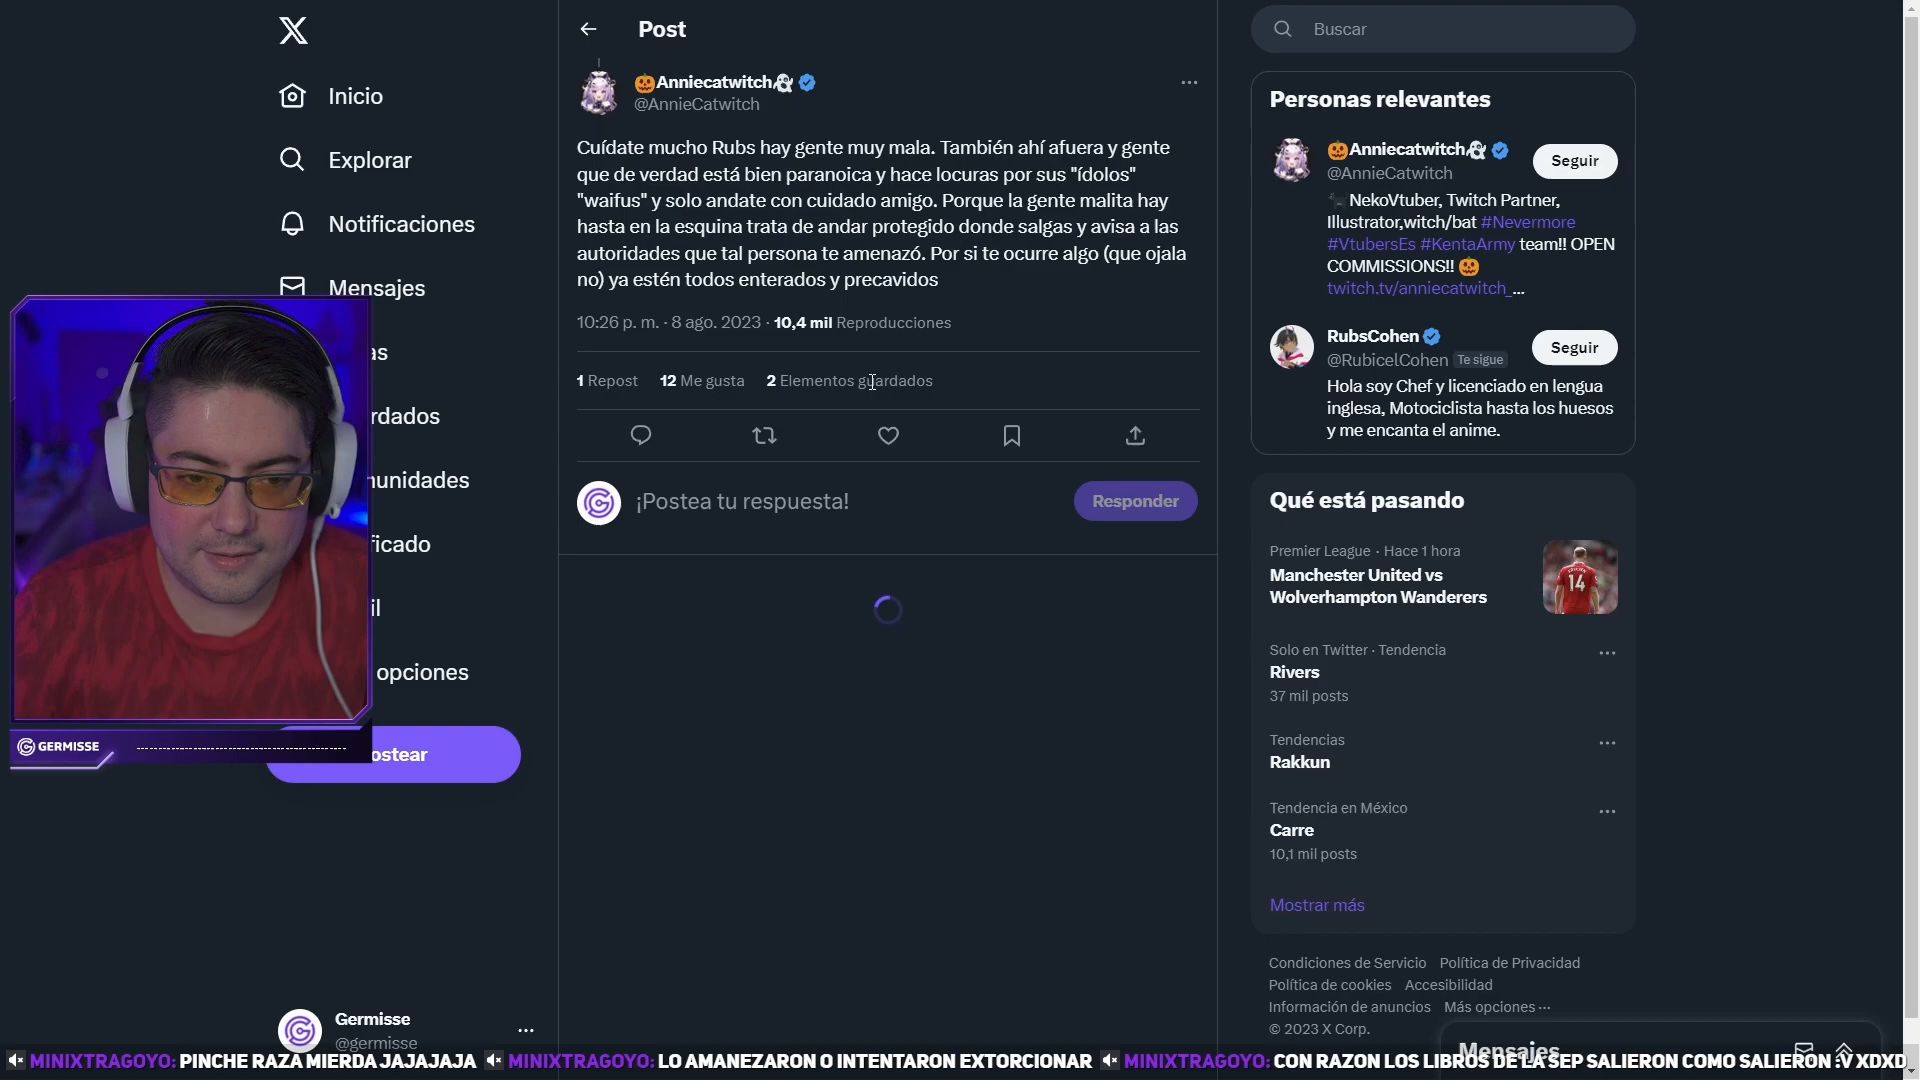 Post
Buscar
Inicio
Explorar
Notificaciones
Mensajes
as
rdados
nunidades
ficado
il
opciones
ostear
GERMISSE
Germisse
@germisse
Anniecatwitch
@AnnieCatwitch
Cuídate mucho Rubs hay gente muy mala. También ahí afuera y gente
que de verdad está bien paranoica y hace locuras por sus "ídolos"
"waifus" y solo andate con cuidado amigo. Porque la gente malita hay
hasta en la esquina trata de andar protegido donde salgas y avisa a las
autoridades que tal persona te amenazó. Por si te ocurre algo (que ojala
no) ya estén todos enterados y precavidos
10:26 p. m. · 8 ago. 2023 · 10,4 mil Reproducciones
1 Repost 12 Me gusta 2 Elementos guardados
¡Postea tu respuesta!
Responder
Personas relevantes
Anniecatwitch
@AnnieCatwitch
Seguir
NekoVtuber, Twitch Partner,
Illustrator,witch/bat #Nevermore
#VtubersEs #KentaArmy team!! OPEN
COMMISSIONS!!
twitch.tv/anniecatwitch_...
RubsCohen
@RubicelCohen Te sigue
Seguir
Hola soy Chef y licenciado en lengua
inglesa, Motociclista hasta los huesos
y me encanta el anime.
Qué está pasando
Premier League · Hace 1 hora
Manchester United vs
Wolverhampton Wanderers
14
Solo en Twitter · Tendencia
Rivers
37 mil posts
Tendencias
Rakkun
Tendencia en México
Carre
10,1 mil posts
Mostrar más
Condiciones de Servicio Política de Privacidad
Política de cookies Accesibilidad
Información de anuncios Más opciones ···
© 2023 X Corp.
Mensajes
MINIXTRAGOYO: PINCHE RAZA MIERDA JAJAJAJA MINIXTRAGOYO: LO AMANEZARON O INTENTARON EXTORCIONAR MINIXTRAGOYO: CON RAZON LOS LIBROS DE LA SEP SALIERON COMO SALIERON :V XDXD